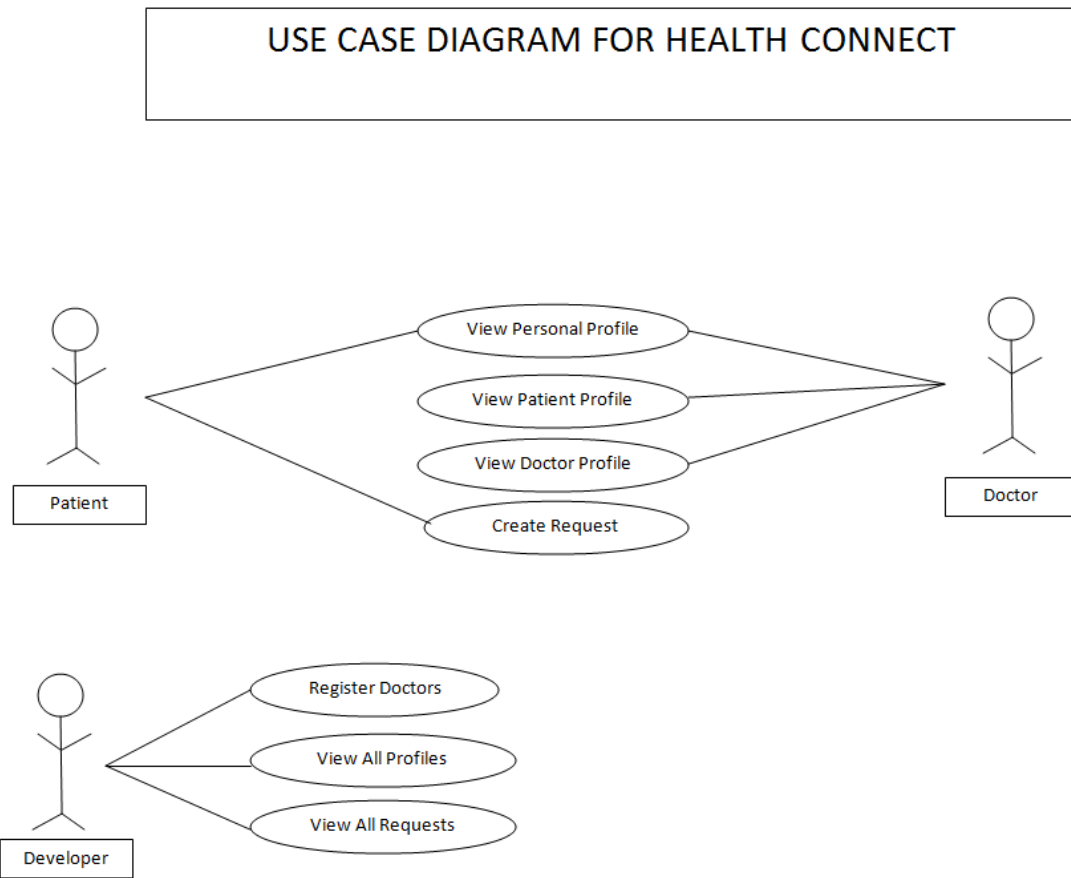 USE CASE DIAGRAM FOR HEALTH CONNECT
View Personal Profile
View Patient Profile
View Doctor Profile
Create Request
Patient
Doctor
Register Doctors
View All Profiles
View All Requests
Developer